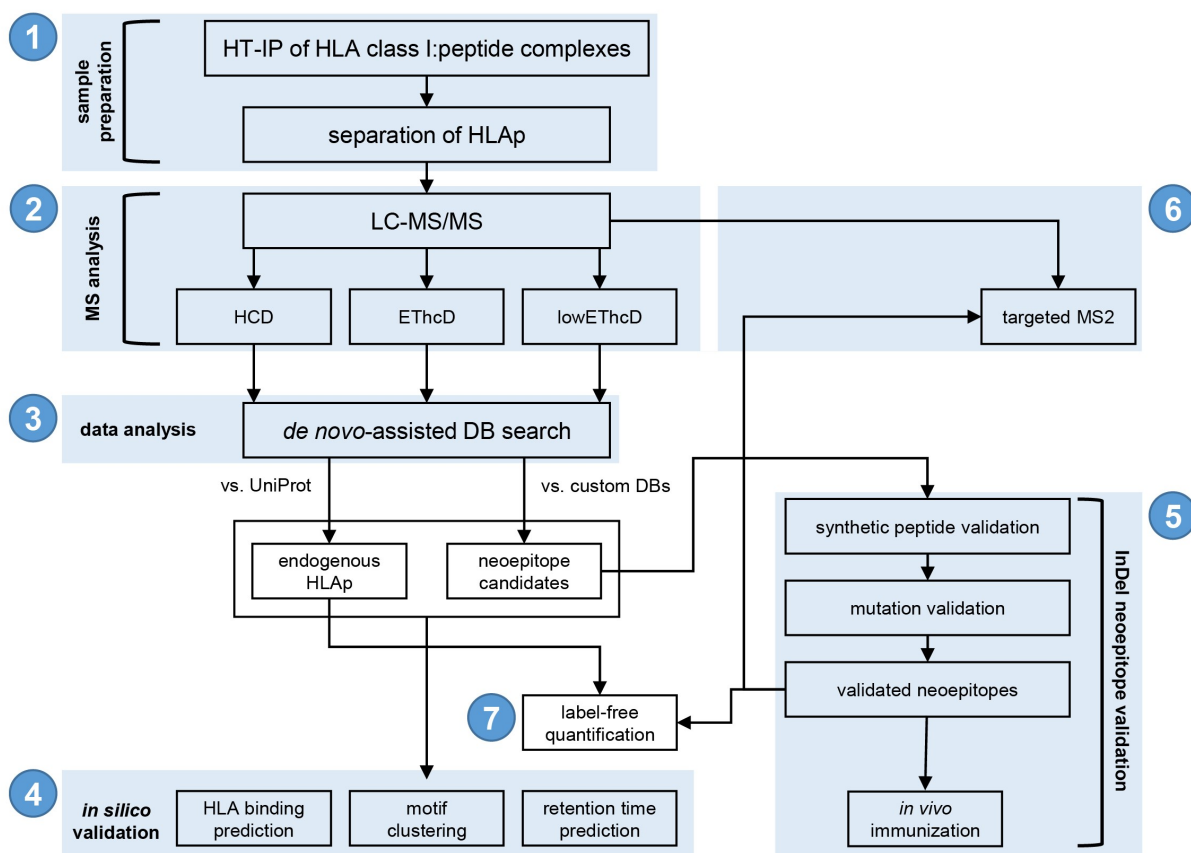 1
sample
preparation
HT-IP of HLA class I:peptide complexes
separation of HLAp
2
MS analysis
LC-MS/MS
HCD
EThcD
lowEThcD
6
targeted MS2
3
data analysis
de novo-assisted DB search
vs. UniProt
vs. custom DBs
endogenous
HLAp
neoepitope
candidates
5
InDel neoepitope validation
synthetic peptide validation
mutation validation
validated neoepitopes
in vivo
immunization
7
label-free
quantification
4
in silico
validation
HLA binding
prediction
motif
clustering
retention time
prediction